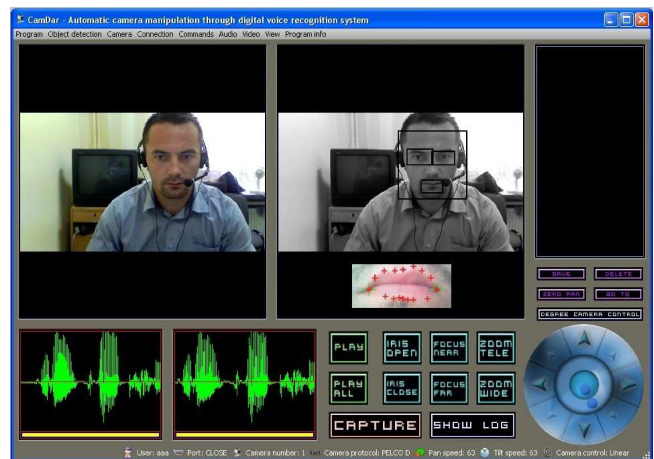 CamDar - Automatic camera manipulation through digital voice recognition system
Program Object detection Camera Connection Commands Audio Video View Program info
SAVE DELETE
ZERO PAN GO TO
DEGREE CAMERA CONTROL
PLAY IRIS OPEN FOCUS NEAR ZOOM TELE
PLAY ALL IRIS CLOSE FOCUS FAR ZOOM WIDE
CAPTURE SHOW LOG
User: aaa Port: CLOSE Camera number: 1 Camera protocol: PELCO D Pan speed: 63 Tilt speed: 63 Camera control: Linear